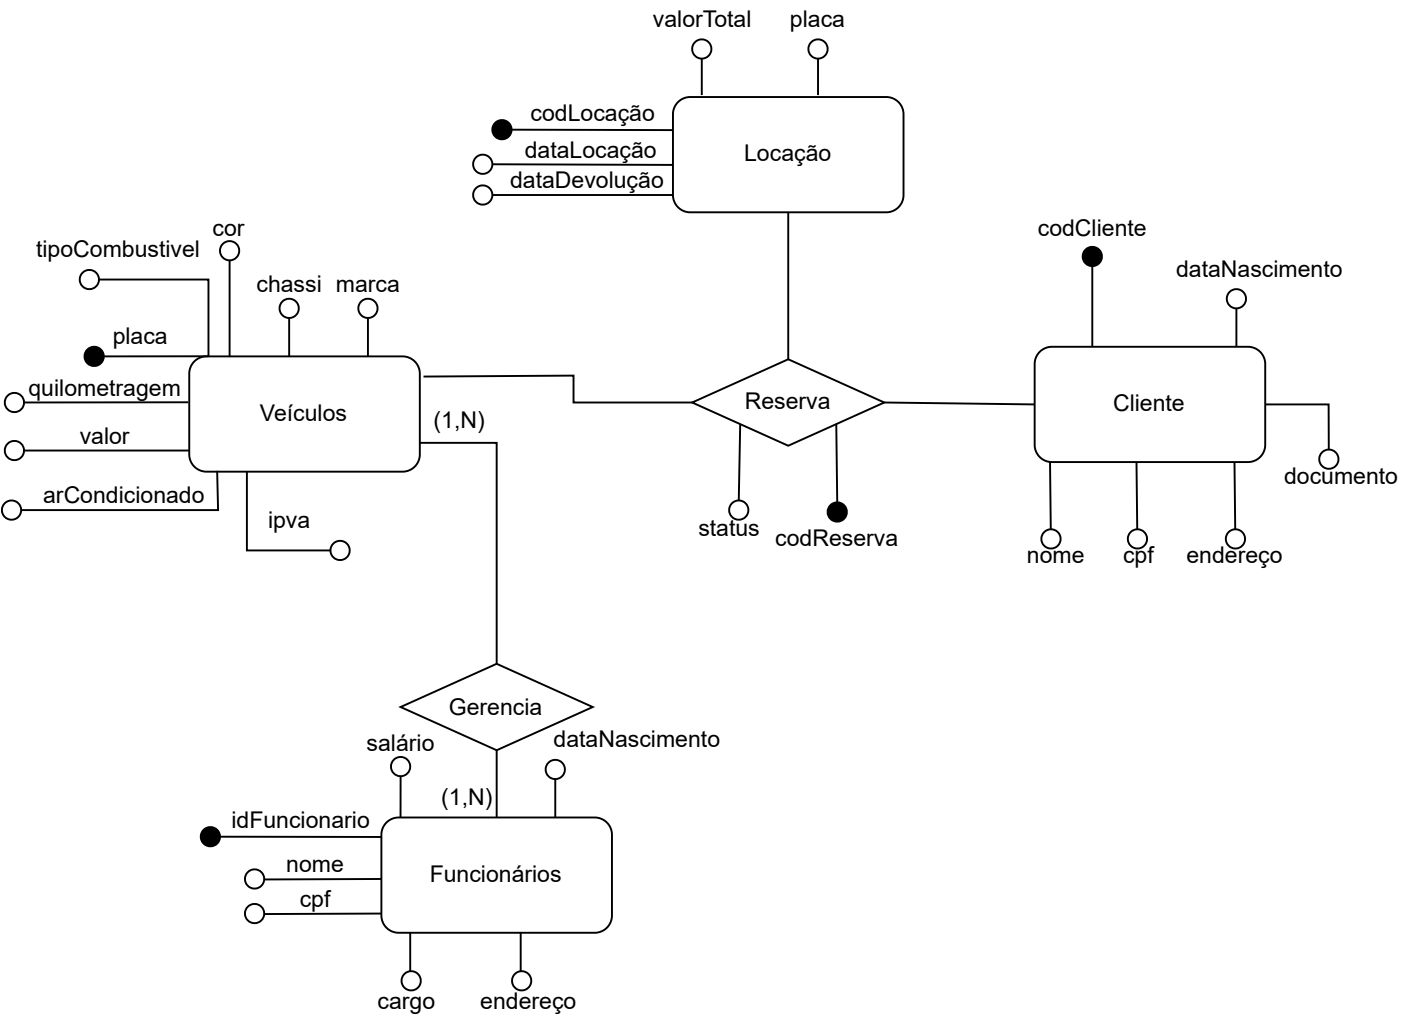 valorTotal
placa
codLocação
dataLocação
dataDevolução
Locação
cor
tipoCombustivel
chassi
marca
placa
quilometragem
valor
arCondicionado
ipva
Veículos
(1,N)
Reserva
status
codReserva
codCliente
dataNascimento
Cliente
documento
nome
cpf
endereço
Gerencia
salário
dataNascimento
(1,N)
idFuncionario
nome
cpf
Funcionários
cargo
endereço